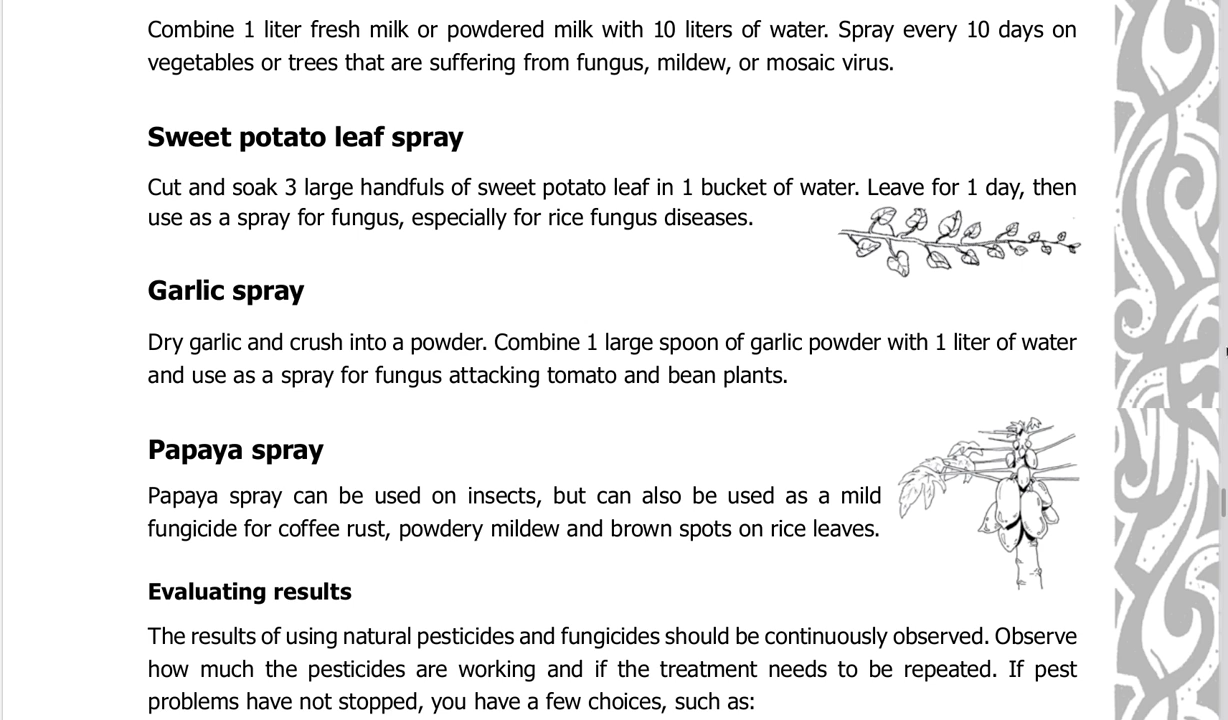 Combine 1 liter fresh milk or powdered milk with 10 liters of water. Spray every 10 days on
vegetables or trees that are suffering from fungus, mildew, or mosaic virus.
Sweet potato leaf spray
Cut and soak 3 large handfuls of sweet potato leaf in 1 bucket of water. Leave for 1 day, then
use as a spray for fungus, especially for rice fungus diseases.
Garlic spray
Dry garlic and crush into a powder. Combine 1 large spoon of garlic powder with 1 liter of water
and use as a spray for fungus attacking tomato and bean plants.
Papaya spray
Papaya spray can be used on insects, but can also be used as a mild
fungicide for coffee rust, powdery mildew and brown spots on rice leaves.
Evaluating results
The results of using natural pesticides and fungicides should be continuously observed. Observe
how much the pesticides are working and if the treatment needs to be repeated. If pest
problems have not stopped, you have a few choices, such as: